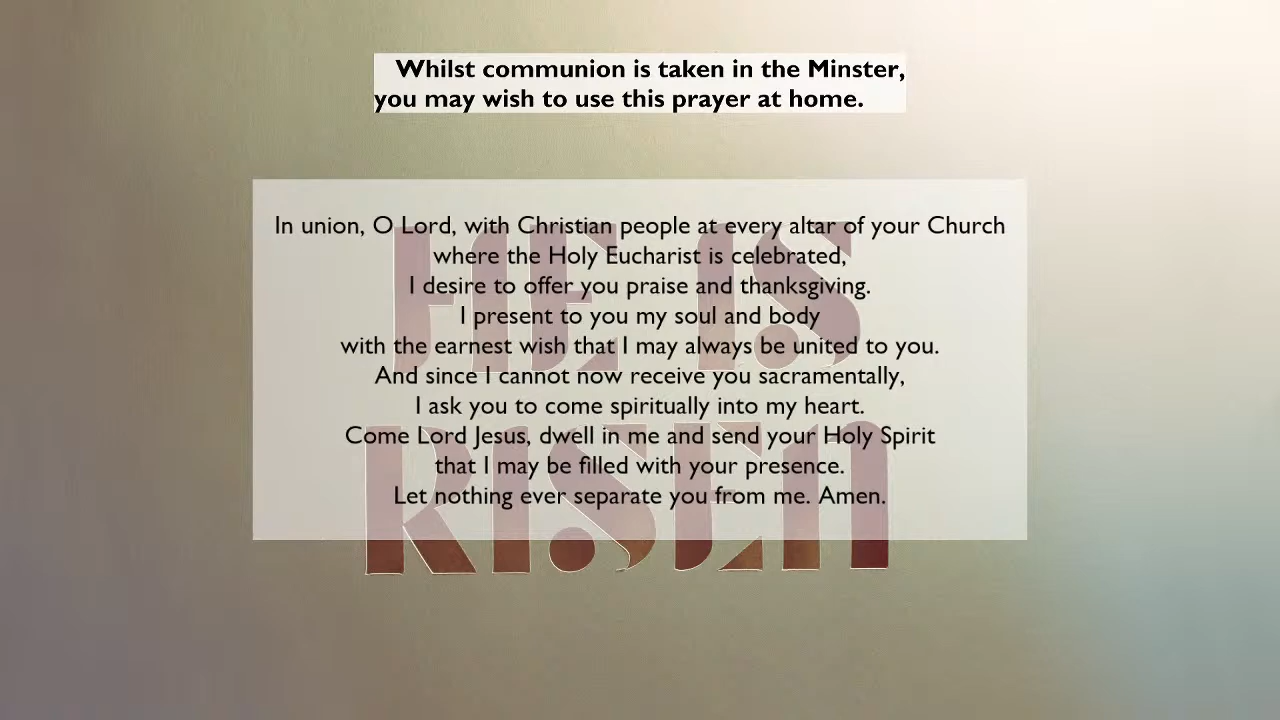 Whilst communion is taken in the Minster,
you may wish to use this prayer at home.
In union, O Lord, with Christian people at every altar of your Church
where the Holy Eucharist is celebrated,
I desire to offer you praise and thanksgiving.
I present to you my soul and body
with the earnest wish that I may always be united to you.
And since I cannot now receive you sacramentally,
I ask you to come spiritually into my heart.
Come Lord Jesus, dwell in me and send your Holy Spirit
that I may be filled with your presence.
Let nothing ever separate you from me. Amen.
HE IS
RISEN